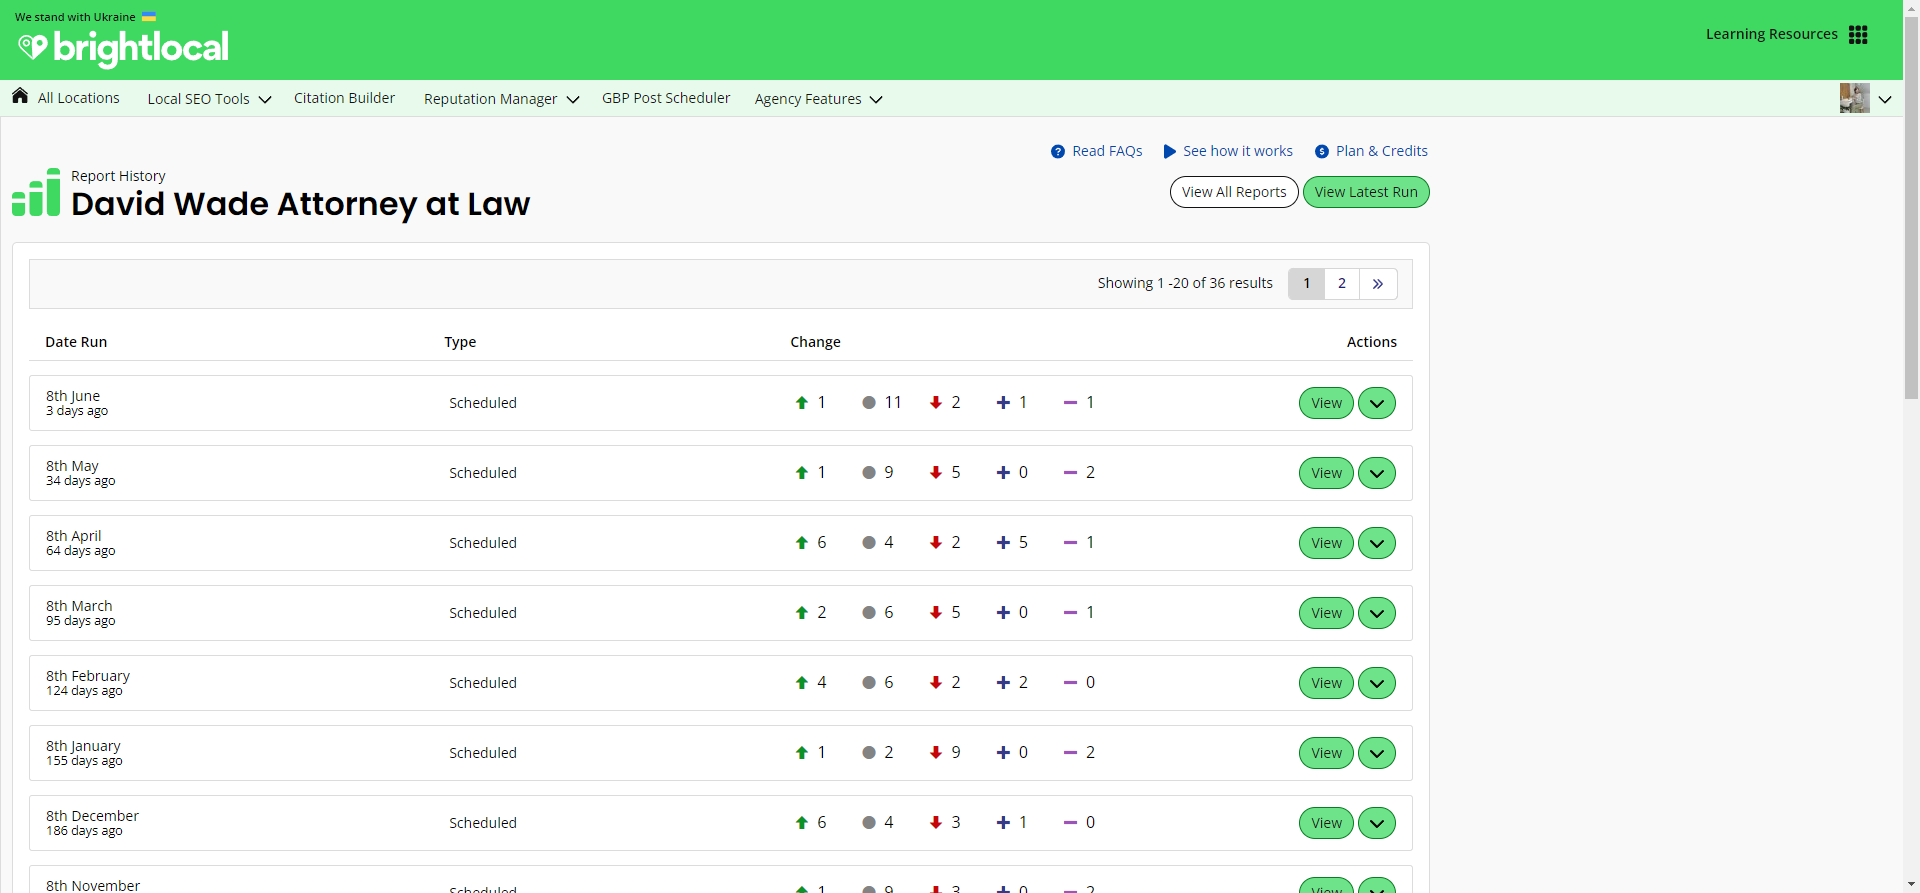 We stand with Ukraine
brightlocal
Learning Resources
All Locations
Local SEO Tools
Citation Builder
Reputation Manager
GBP Post Scheduler
Agency Features
Read FAQs
See how it works
Plan & Credits
Report History
David Wade Attorney at Law
View All Reports
View Latest Run
Showing 1 -20 of 36 results 1 2 »
Date Run Type Change Actions
8th June
3 days ago
Scheduled 1 11 2 1 1 View
8th May
34 days ago
Scheduled 1 9 5 0 2 View
8th April
64 days ago
Scheduled 6 4 2 5 1 View
8th March
95 days ago
Scheduled 2 6 5 0 1 View
8th February
124 days ago
Scheduled 4 6 2 2 0 View
8th January
155 days ago
Scheduled 1 2 9 0 2 View
8th December
186 days ago
Scheduled 6 4 3 1 0 View
8th November
Scheduled 1 9 3 0 2 View